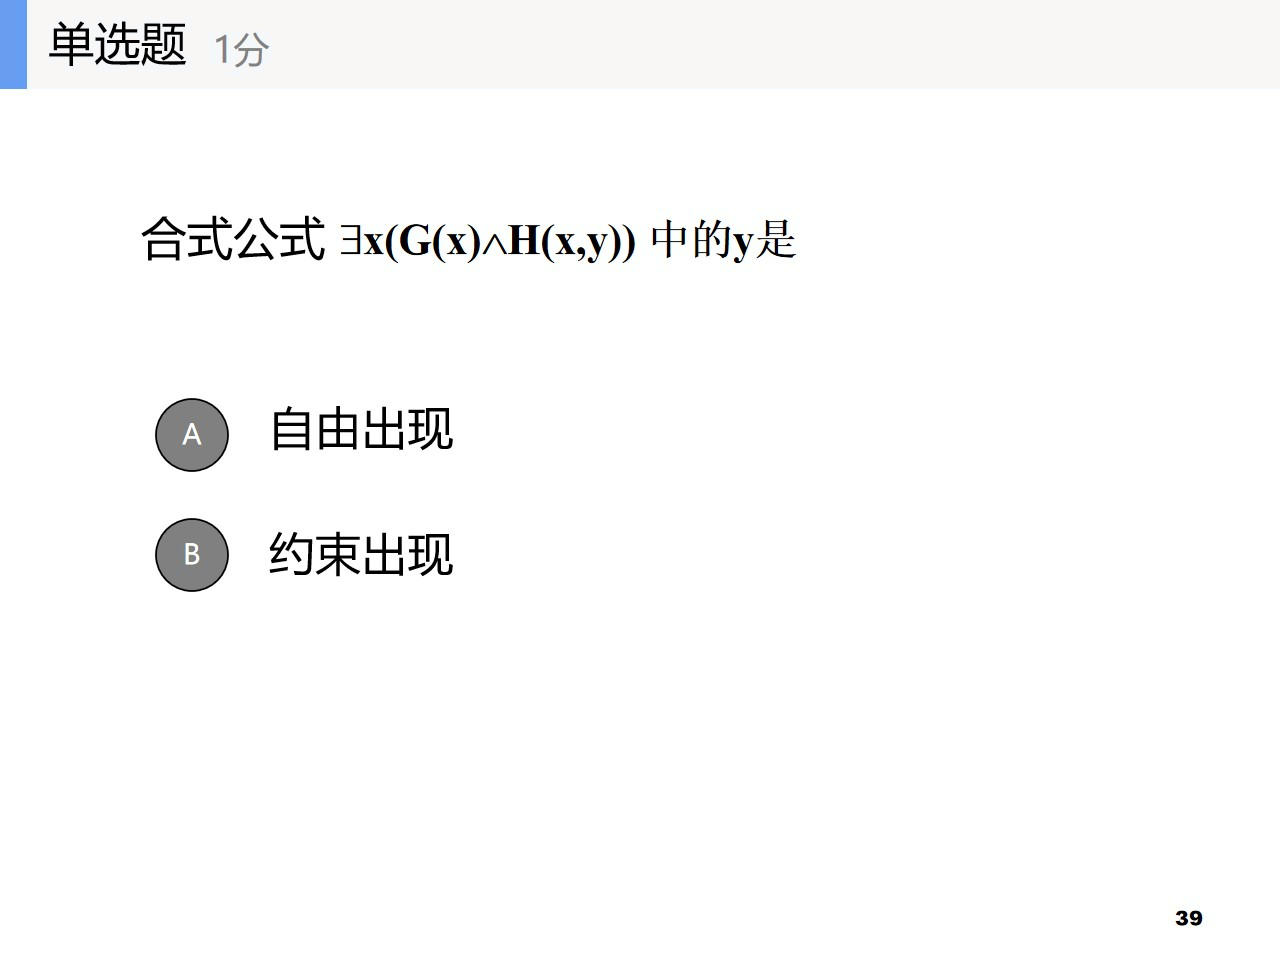 单选题 1分
合式公式 ∃x(G(x)∧H(x,y)) 中的y是
A 自由出现
B 约束出现
39